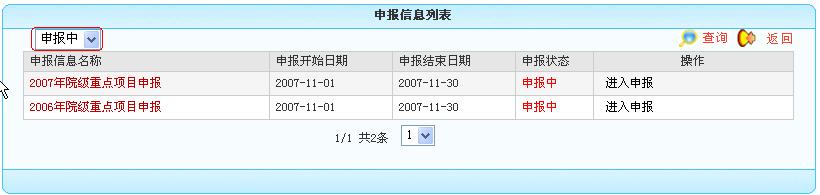 申报信息列表
申报中 查询 返回
申报信息名称 申报开始日期 申报结束日期 申报状态 操作
2007年院级重点项目申报 2007-11-01 2007-11-30 申报中 进入申报
2006年院级重点项目申报 2007-11-01 2007-11-30 申报中 进入申报
1/1 共2条 1